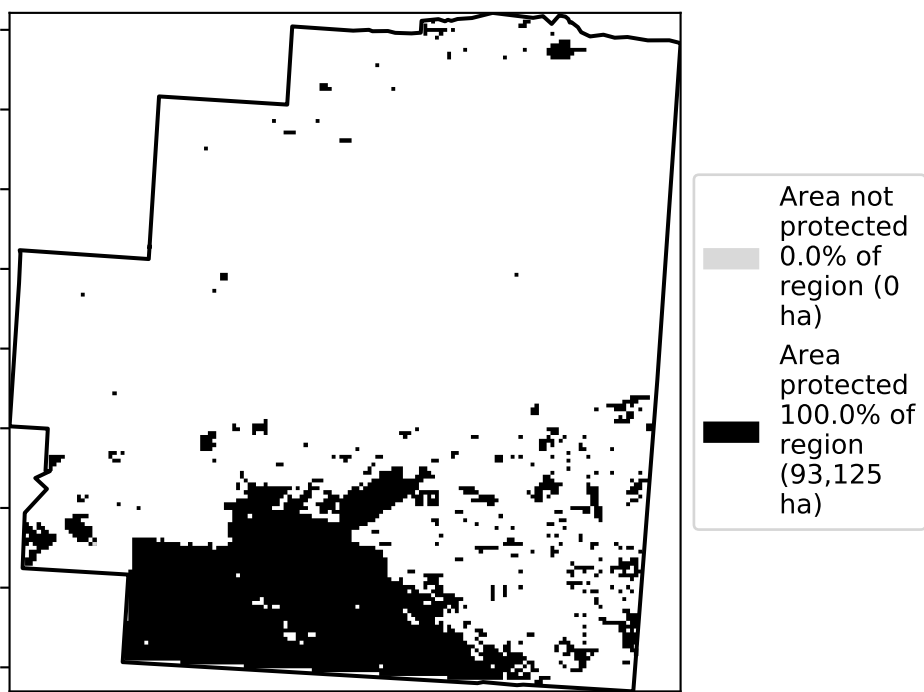 Area not
protected
0.0% of
region (0
ha)
Area
protected
100.0% of
region
(93,125
ha)